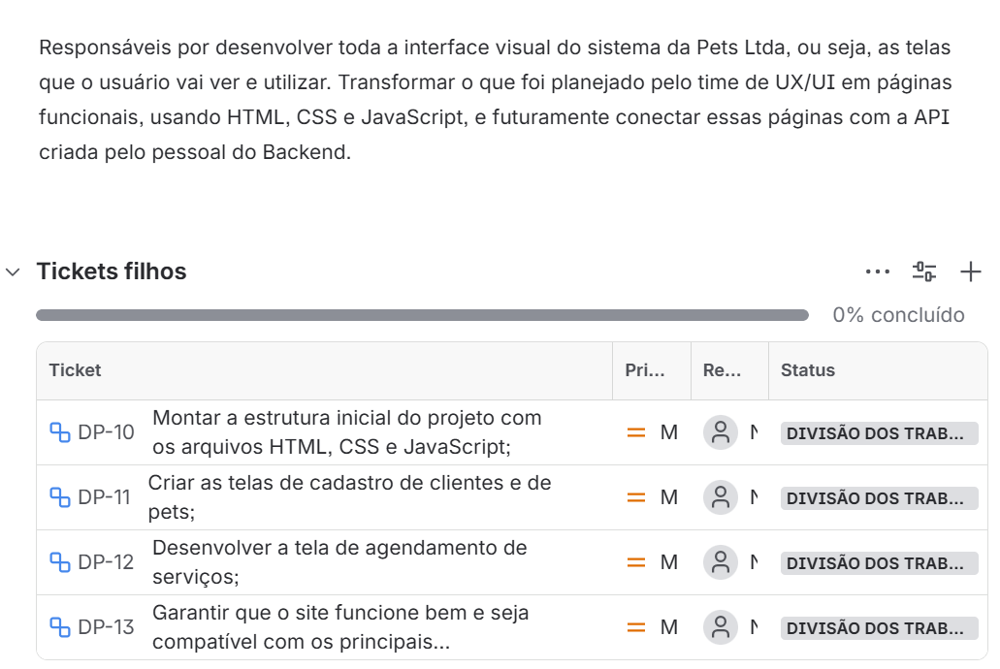 Responsáveis por desenvolver toda a interface visual do sistema da Pets Ltda, ou seja, as telas
que o usuário vai ver e utilizar. Transformar o que foi planejado pelo time de UX/UI em páginas
funcionais, usando HTML, CSS e JavaScript, e futuramente conectar essas páginas com a API
criada pelo pessoal do Backend.
Tickets filhos
0% concluído
Ticket Pri... Re... Status
DP-10 Montar a estrutura inicial do projeto com
os arquivos HTML, CSS e JavaScript; M N DIVISÃO DOS TRAB...
DP-11 Criar as telas de cadastro de clientes e de
pets; M N DIVISÃO DOS TRAB...
DP-12 Desenvolver a tela de agendamento de
serviços; M N DIVISÃO DOS TRAB...
DP-13 Garantir que o site funcione bem e seja
compatível com os principais... M N DIVISÃO DOS TRAB...